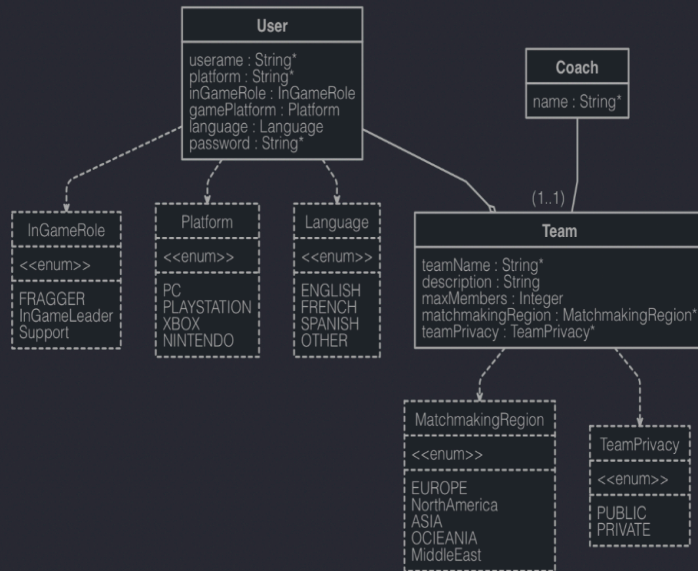 User
userame : String*
platform : String*
inGameRole : InGameRole
gamePlatform : Platform
language : Language
password : String*
Coach
name : String*
(1..1)
InGameRole
<<enum>>
FRAGGER
InGameLeader
Support
Platform
<<enum>>
PC
PLAYSTATION
XBOX
NINTENDO
Language
<<enum>>
ENGLISH
FRENCH
SPANISH
OTHER
Team
teamName : String*
description : String
maxMembers : Integer
matchmakingRegion : MatchmakingRegion*
teamPrivacy : TeamPrivacy*
MatchmakingRegion
<<enum>>
EUROPE
NorthAmerica
ASIA
OCIEANIA
MiddleEast
TeamPrivacy
<<enum>>
PUBLIC
PRIVATE